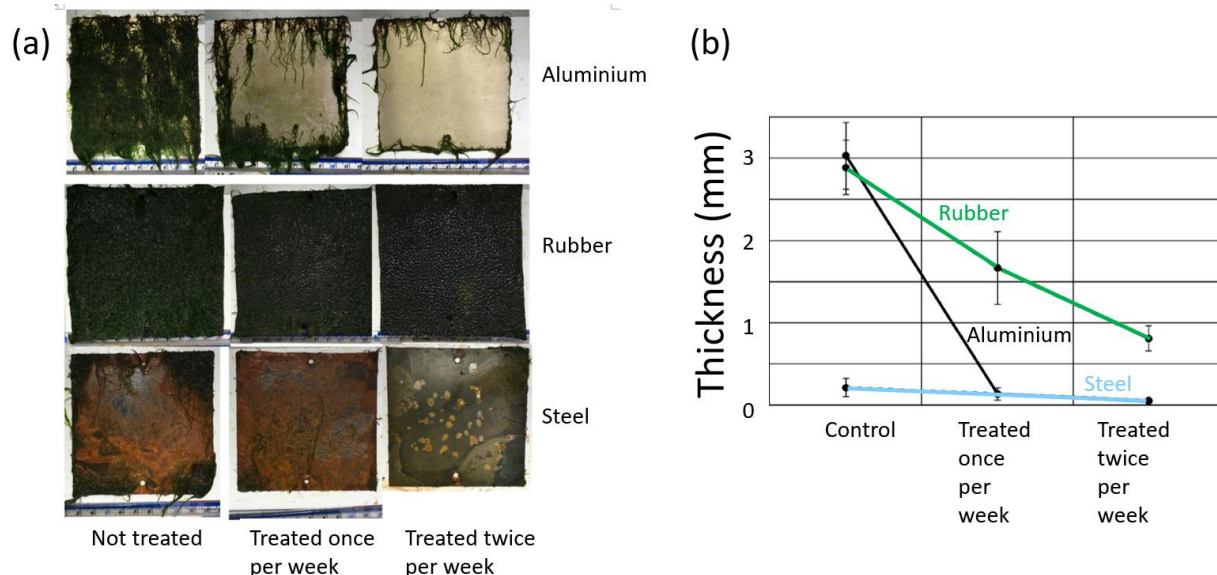 (a)
Aluminium
Rubber
Steel
Not treated
Treated once
per week
Treated twice
per week
(b)
Thickness (mm)
3
2
1
0
Rubber
Aluminium
Steel
Control
Treated
once
per
week
Treated
twice
per
week